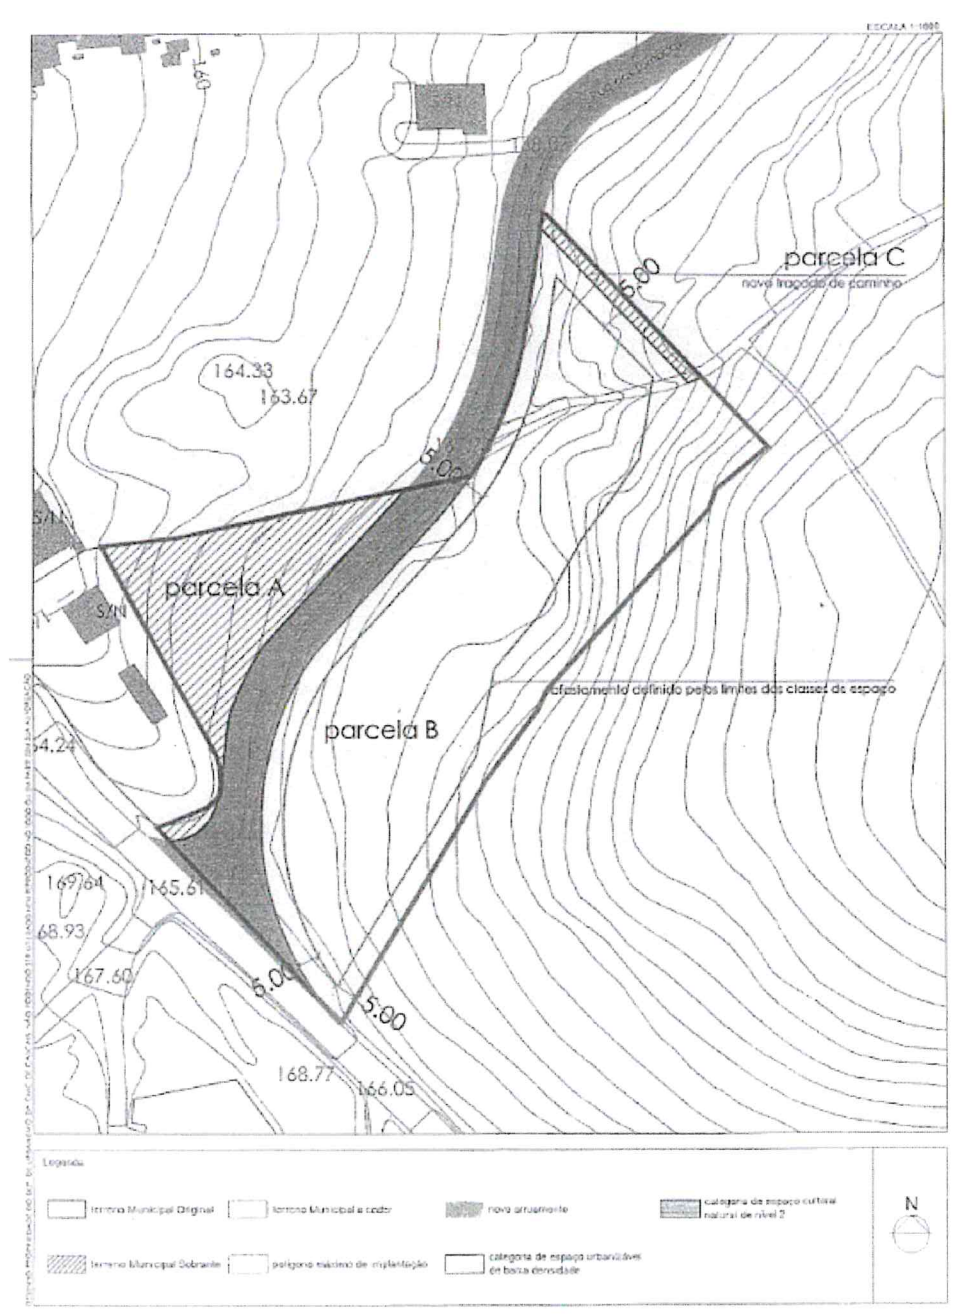 ESCALA 1:1000
160
parcela C
novo traçado de caminho
5.00
164.33
163.67
5.00
S/N
parcela A
S/N
afastamento definido pelos limites das classes de espaço
parcela B
64.24
169.64
165.61
68.93
167.60
5.00
5.00
168.77
166.05
Legenda
terreno Municipal Original
terreno Municipal a ceder
novo arruamento
categoria de espaço cultural
natural de nível 2
terreno Municipal Sobrante
polígono máximo de implantação
categoria de espaço urbanizável
de baixa densidade
N